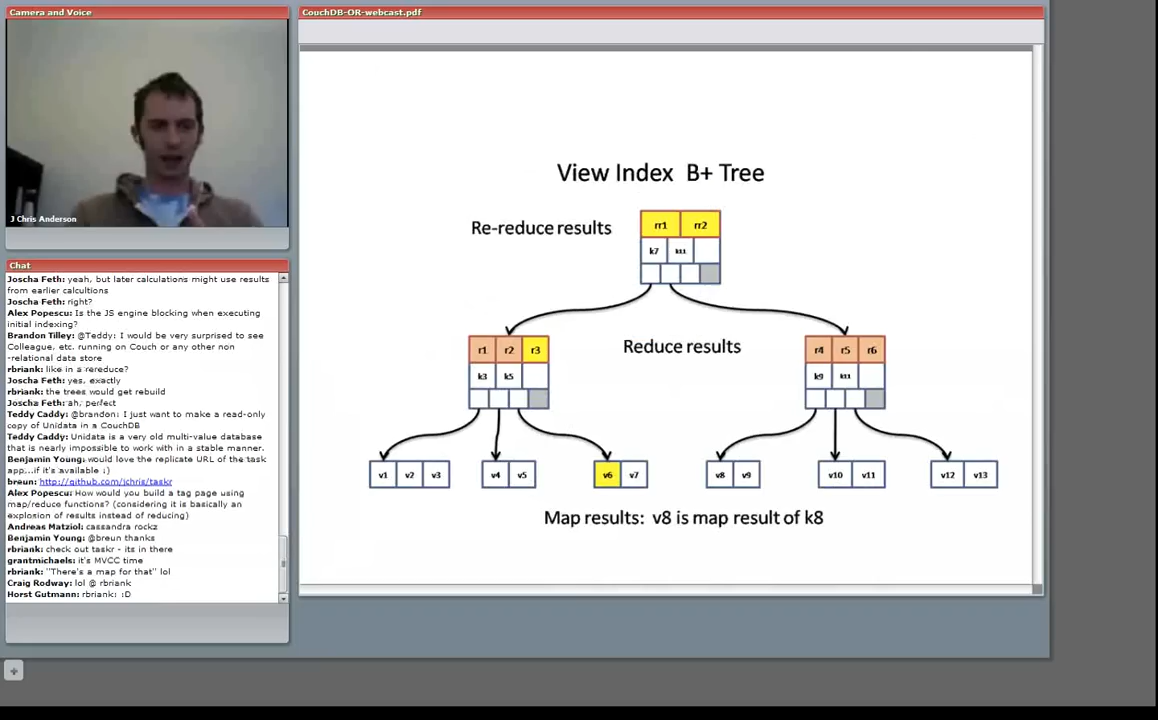 Camera and Voice
J Chris Anderson
Chat
Joscha Feth: yeah, but later calculations might use results
from earlier calcultions
Joscha Feth: right?
Alex Popescu: Is the JS engine blocking when executing
initial indexing?
Brandon Tilley: @Teddy: I would be very surprised to see
Colleague, etc. running on Couch or any other non
-relational data store
rbriank: like in a rereduce?
Joscha Feth: yes, exactly
rbriank: the trees would get rebuild
Joscha Feth: ah, perfect
Teddy Caddy: @brandon: I just want to make a read-only
copy of Unidata in a CouchDB
Teddy Caddy: Unidata is a very old multi-value database
that is nearly impossible to work with in a stable manner.
Benjamin Young: would love the replicate URL of the task
app...if it's available ;)
breun: http://github.com/jchris/taskr
Alex Popescu: How would you build a tag page using
map/reduce functions? (considering it is basically an
explosion of results instead of reducing)
Andreas Matziol: cassandra rockz
Benjamin Young: @breun thanks
rbriank: check out taskr - its in there
grantmichaels: it's MVCC time
rbriank: "There's a map for that" lol
Craig Rodway: lol @ rbriank
Horst Gutmann: rbriank: :D
CouchDB-OR-webcast.pdf
View Index B+ Tree
Re-reduce results
rr1 rr2
k7 k11
r1 r2 r3
k3 k5
Reduce results
r4 r5 r6
k9 k11
v1 v2 v3
v4 v5
v6 v7
v8 v9
v10 v11
v12 v13
Map results: v8 is map result of k8